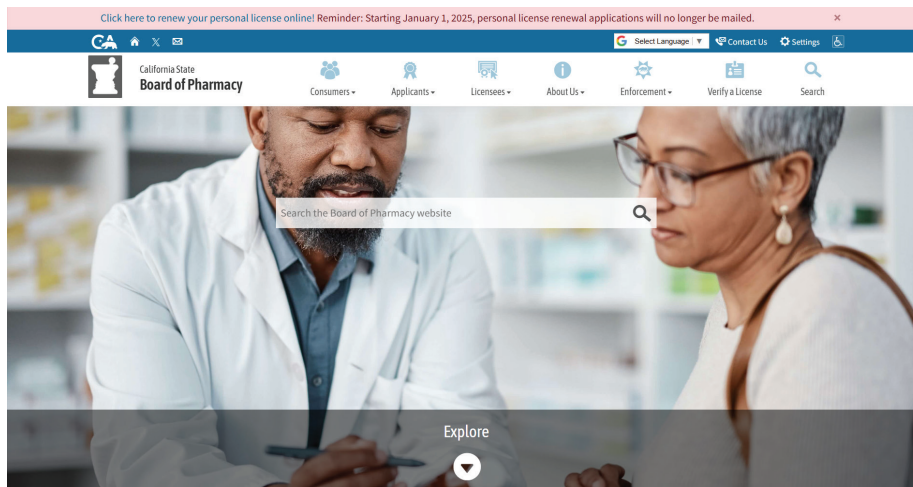 Click here to renew your personal license online! Reminder: Starting January 1, 2025, personal license renewal applications will no longer be mailed. ×
CA Select Language ▼ Contact Us Settings
California State
Board of Pharmacy
Consumers Applicants Licensees About Us Enforcement Verify a License Search
Search the Board of Pharmacy website
Explore